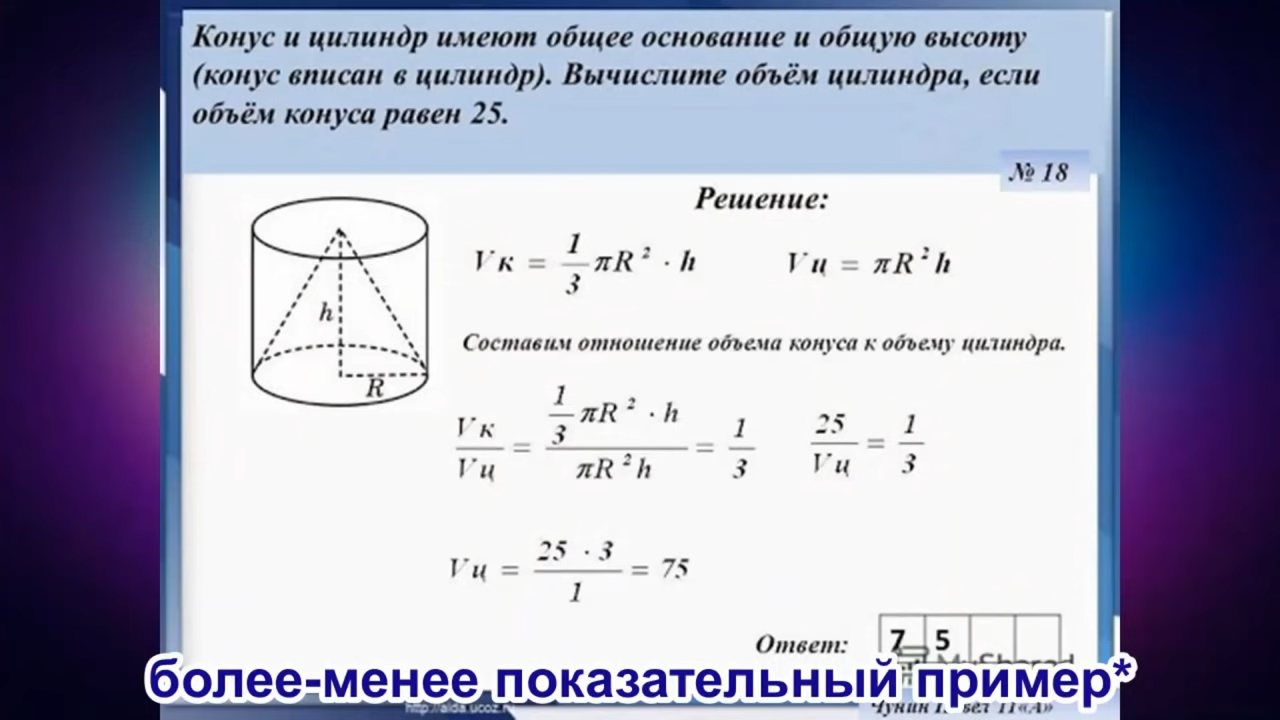 Конус и цилиндр имеют общее основание и общую высоту
(конус вписан в цилиндр). Вычислите объём цилиндра, если
объём конуса равен 25.
№ 18
Решение:
Vк = 1/3 πR² · h
Vц = πR²h
h
R
Составим отношение объема конуса к объему цилиндра.
Vк/Vц = (1/3 πR² · h)/(πR²h) = 1/3
25/Vц = 1/3
Vц = (25 · 3)/1 = 75
Ответ: 7 5
MyShared
более-менее показательный пример*
11«А»